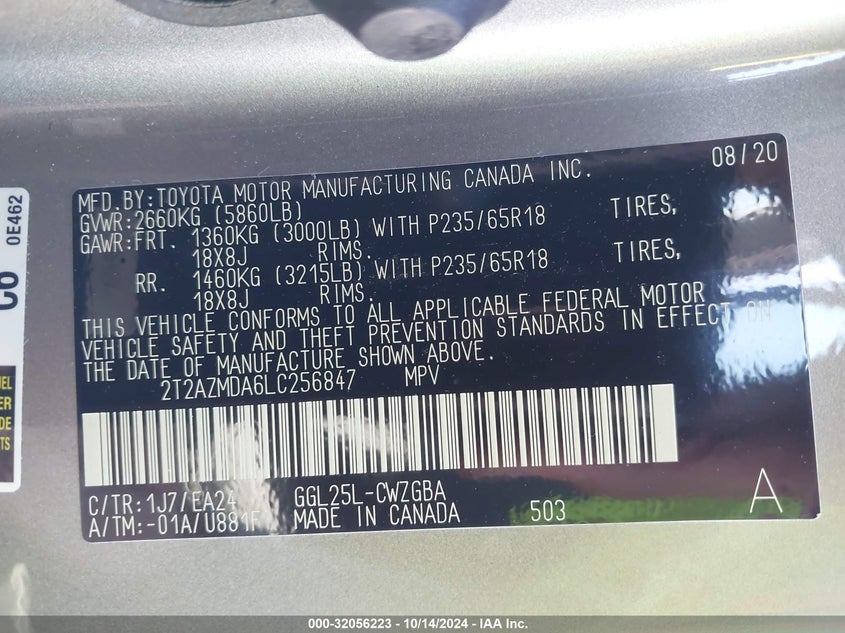 MFD.BY:TOYOTA MOTOR MANUFACTURING CANADA INC. 08/20
GVWR:2660KG (5860LB)
GAWR:FRT. 1360KG (3000LB) WITH P235/65R18 TIRES,
18X8J RIMS.
RR. 1460KG (3215LB) WITH P235/65R18 TIRES,
18X8J RIMS.
THIS VEHICLE CONFORMS TO ALL APPLICABLE FEDERAL MOTOR
VEHICLE SAFETY AND THEFT PREVENTION STANDARDS IN EFFECT ON
THE DATE OF MANUFACTURE SHOWN ABOVE.
2T2AZMDA6LC256847 MPV
C/TR:1J7/EA24 GGL25L-CWZGBA
A/TM:-01A/U881F MADE IN CANADA 503 A
0E462
C6
000-32056223 - 10/14/2024 - IAA Inc.